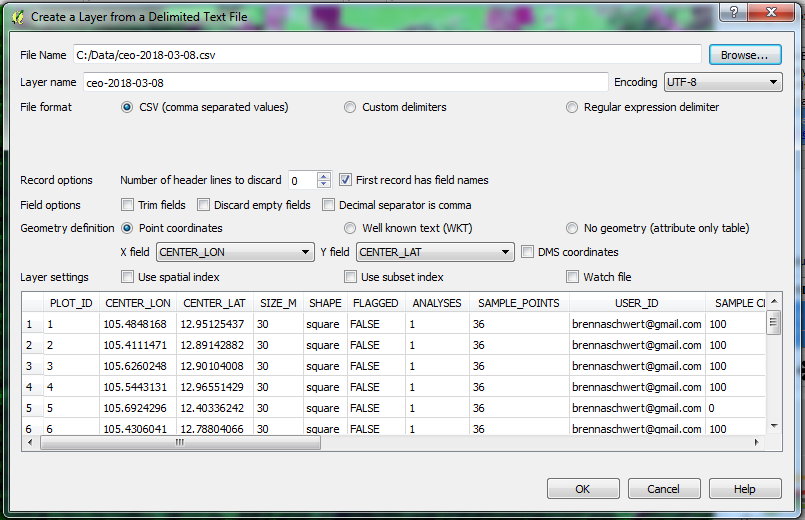 Create a Layer from a Delimited Text File
File Name C:/Data/ceo-2018-03-08.csv Browse...
Layer name ceo-2018-03-08 Encoding UTF-8
File format CSV (comma separated values) Custom delimiters Regular expression delimiter
Record options Number of header lines to discard 0 First record has field names
Field options Trim fields Discard empty fields Decimal separator is comma
Geometry definition Point coordinates Well known text (WKT) No geometry (attribute only table)
X field CENTER_LON Y field CENTER_LAT DMS coordinates
Layer settings Use spatial index Use subset index Watch file
PLOT_ID CENTER_LON CENTER_LAT SIZE_M SHAPE FLAGGED ANALYSES SAMPLE_POINTS USER_ID SAMPLE
1 1 105.4848168 12.95125437 30 square FALSE 1 36 brennaschwert@gmail.com 100
2 2 105.4111471 12.89142882 30 square FALSE 1 36 brennaschwert@gmail.com 100
3 3 105.6260248 12.90104008 30 square FALSE 1 36 brennaschwert@gmail.com 100
4 4 105.5443131 12.96551429 30 square FALSE 1 36 brennaschwert@gmail.com 100
5 5 105.6924296 12.40336242 30 square FALSE 1 36 brennaschwert@gmail.com 0
6 6 105.4306041 12.78804066 30 square FALSE 1 36 brennaschwert@gmail.com 100
OK Cancel Help